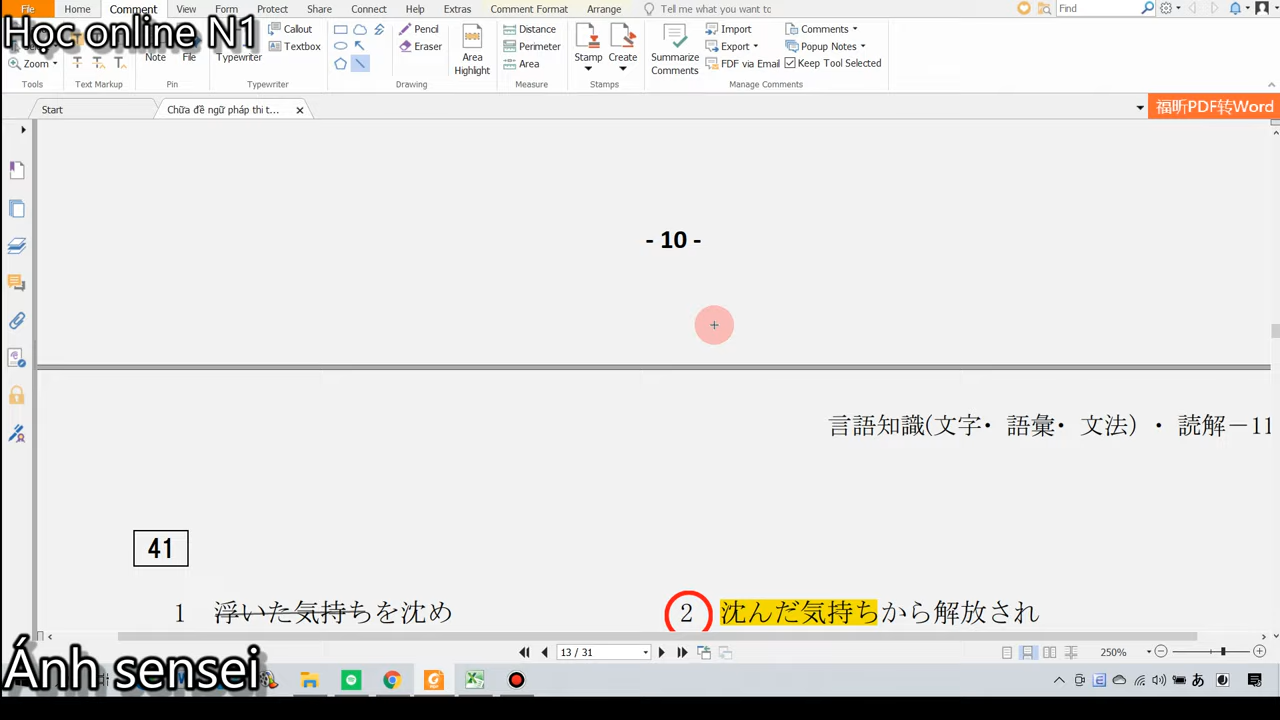 File Comment View Form Protect Share Connect Help Extras Comment Format Arrange Tell me what you want tc Find
Học online N1
Pencil Callout Distance Import Comments
Textbox Eraser Perimeter Export Popup Notes
Zoom Note File Typewriter Area Highlight Area Stamp Create Summarize Comments FDF via Email Keep Tool Selected
Tools Text Markup Typewriter Drawing Measure Stamps Manage Comments
Start Chữa đề ngữ pháp thi t... 福昕PDF转Word
- 10 -
言語知識(文字・語彙・文法)・読解－11
41
1 浮いた気持ちを沈め 2 沈んだ気持ちから解放され
13 / 31 250%
Ánh sensei